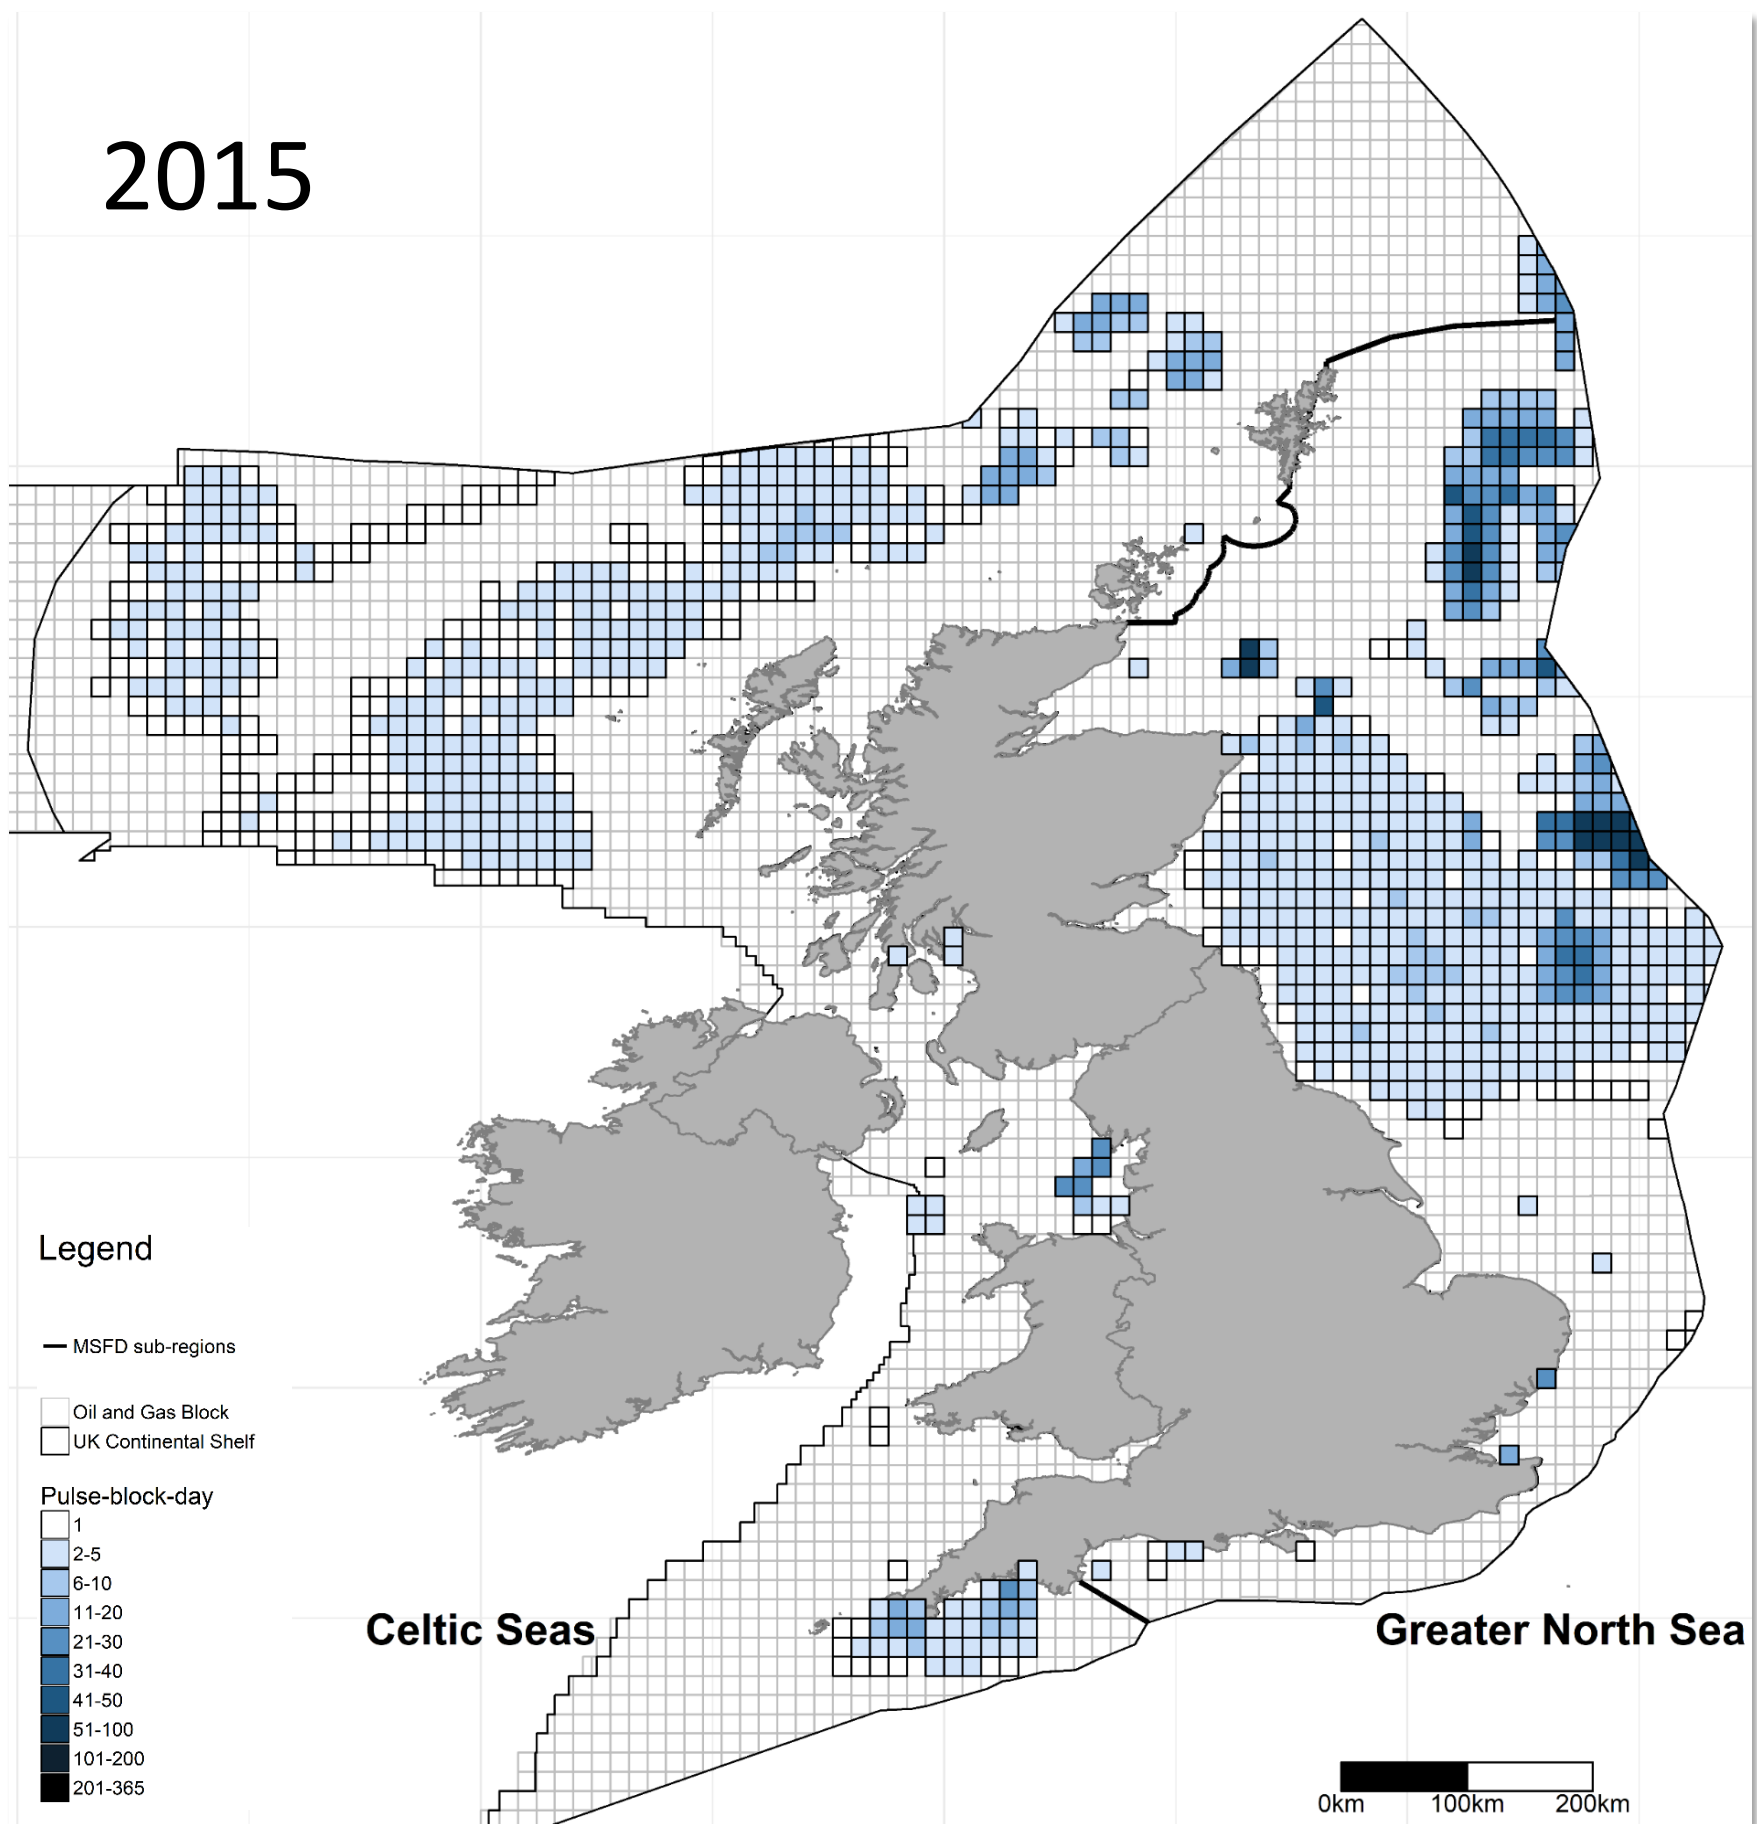 2015
Legend
MSFD sub-regions
Oil and Gas Block
UK Continental Shelf
Pulse-block-day
1
2-5
6-10
11-20
21-30
31-40
41-50
51-100
101-200
201-365
Celtic Seas
Greater North Sea
0km 100km 200km